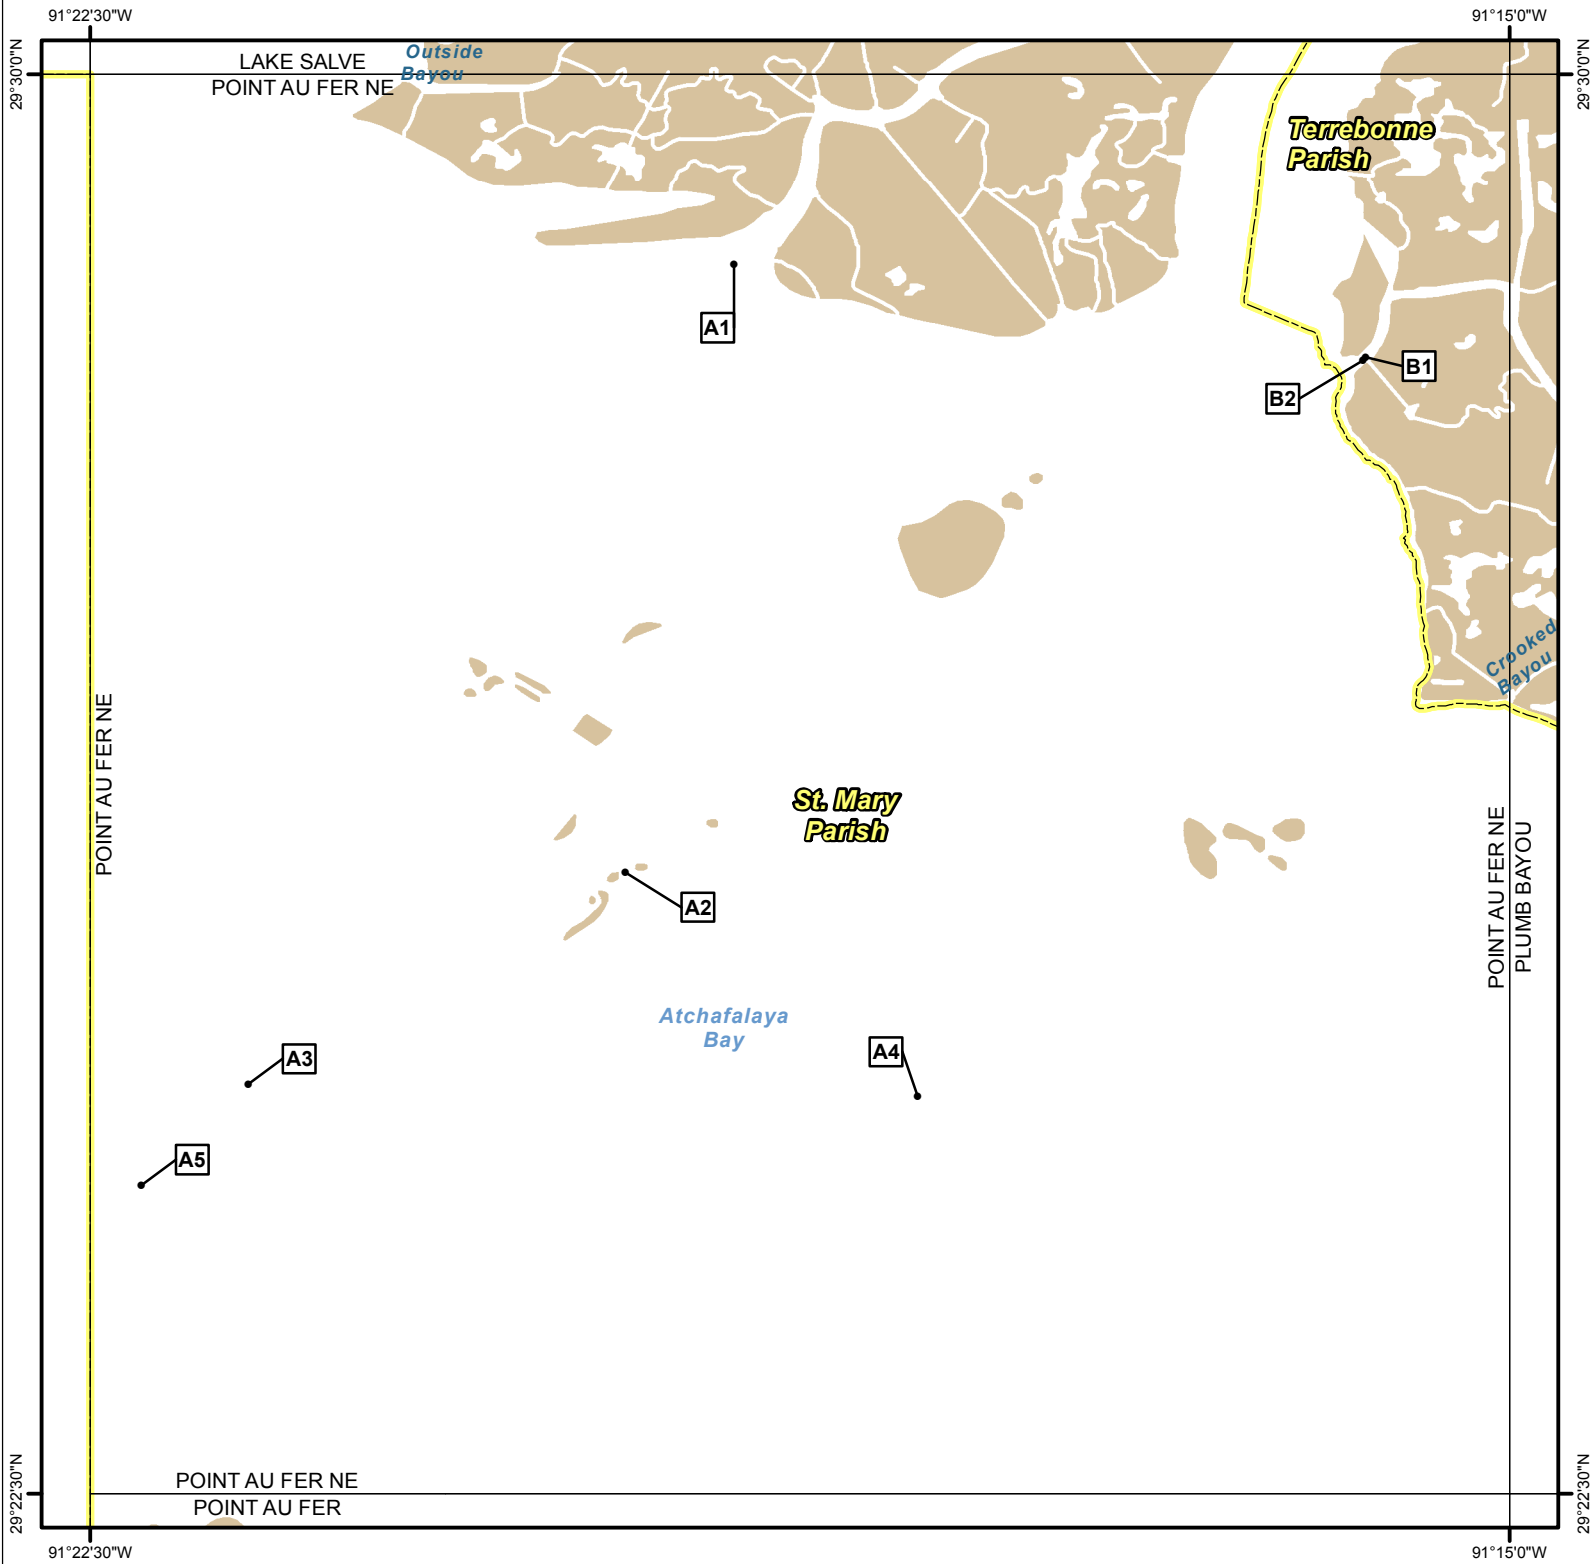 91°22'30"W
91°15'0"W
29°30'0"N
29°30'0"N
LAKE SALVE
POINT AU FER NE
Outside
Bayou
Terrebonne
Parish
A1
B1
B2
Crooked
Bayou
POINT AU FER NE
St. Mary
Parish
POINT AU FER NE
PLUMB BAYOU
A2
Atchafalaya
Bay
A3
A4
A5
POINT AU FER NE
POINT AU FER
29°22'30"N
29°22'30"N
91°22'30"W
91°15'0"W